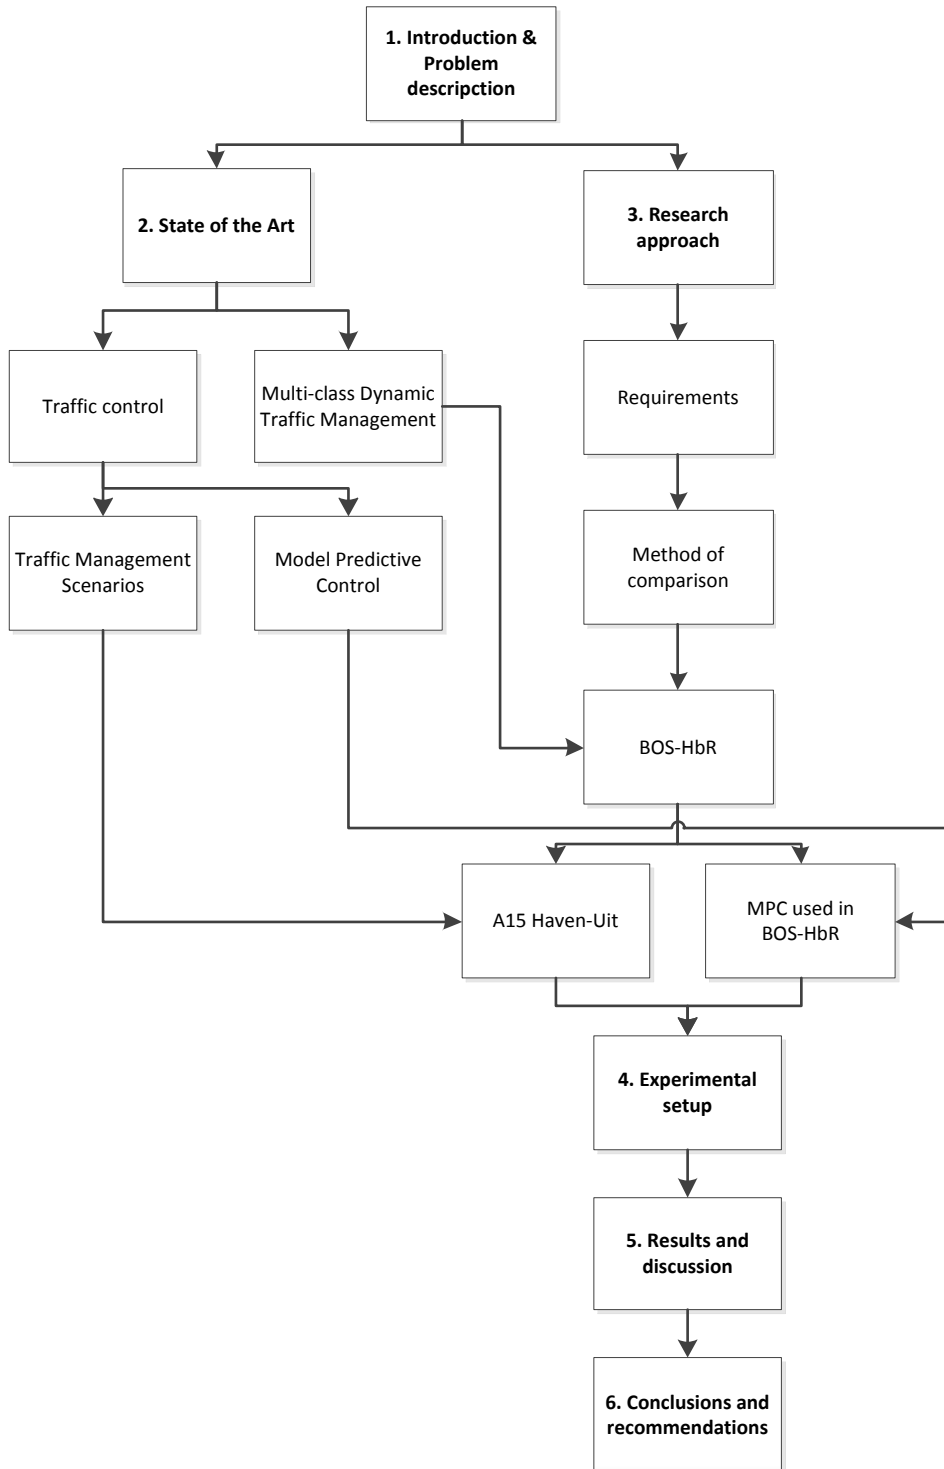 1. Introduction &
Problem
descripction
2. State of the Art
3. Research
approach
Traffic control
Multi-class Dynamic
Traffic Management
Requirements
Traffic Management
Scenarios
Model Predictive
Control
Method of
comparison
BOS-HbR
A15 Haven-Uit
MPC used in
BOS-HbR
4. Experimental
setup
5. Results and
discussion
6. Conclusions and
recommendations